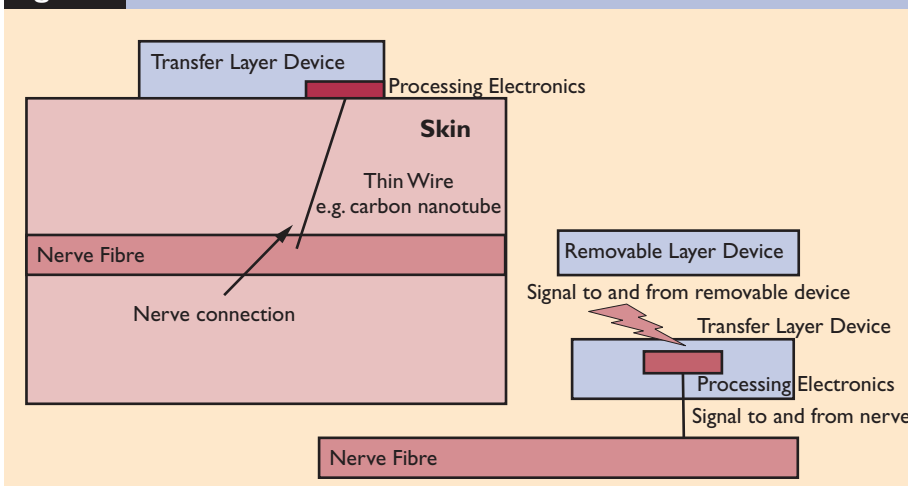 Transfer Layer Device
Processing Electronics
Skin
Thin Wire
e.g. carbon nanotube
Nerve Fibre
Nerve connection
Removable Layer Device
Signal to and from removable device
Transfer Layer Device
Processing Electronics
Signal to and from nerve
Nerve Fibre